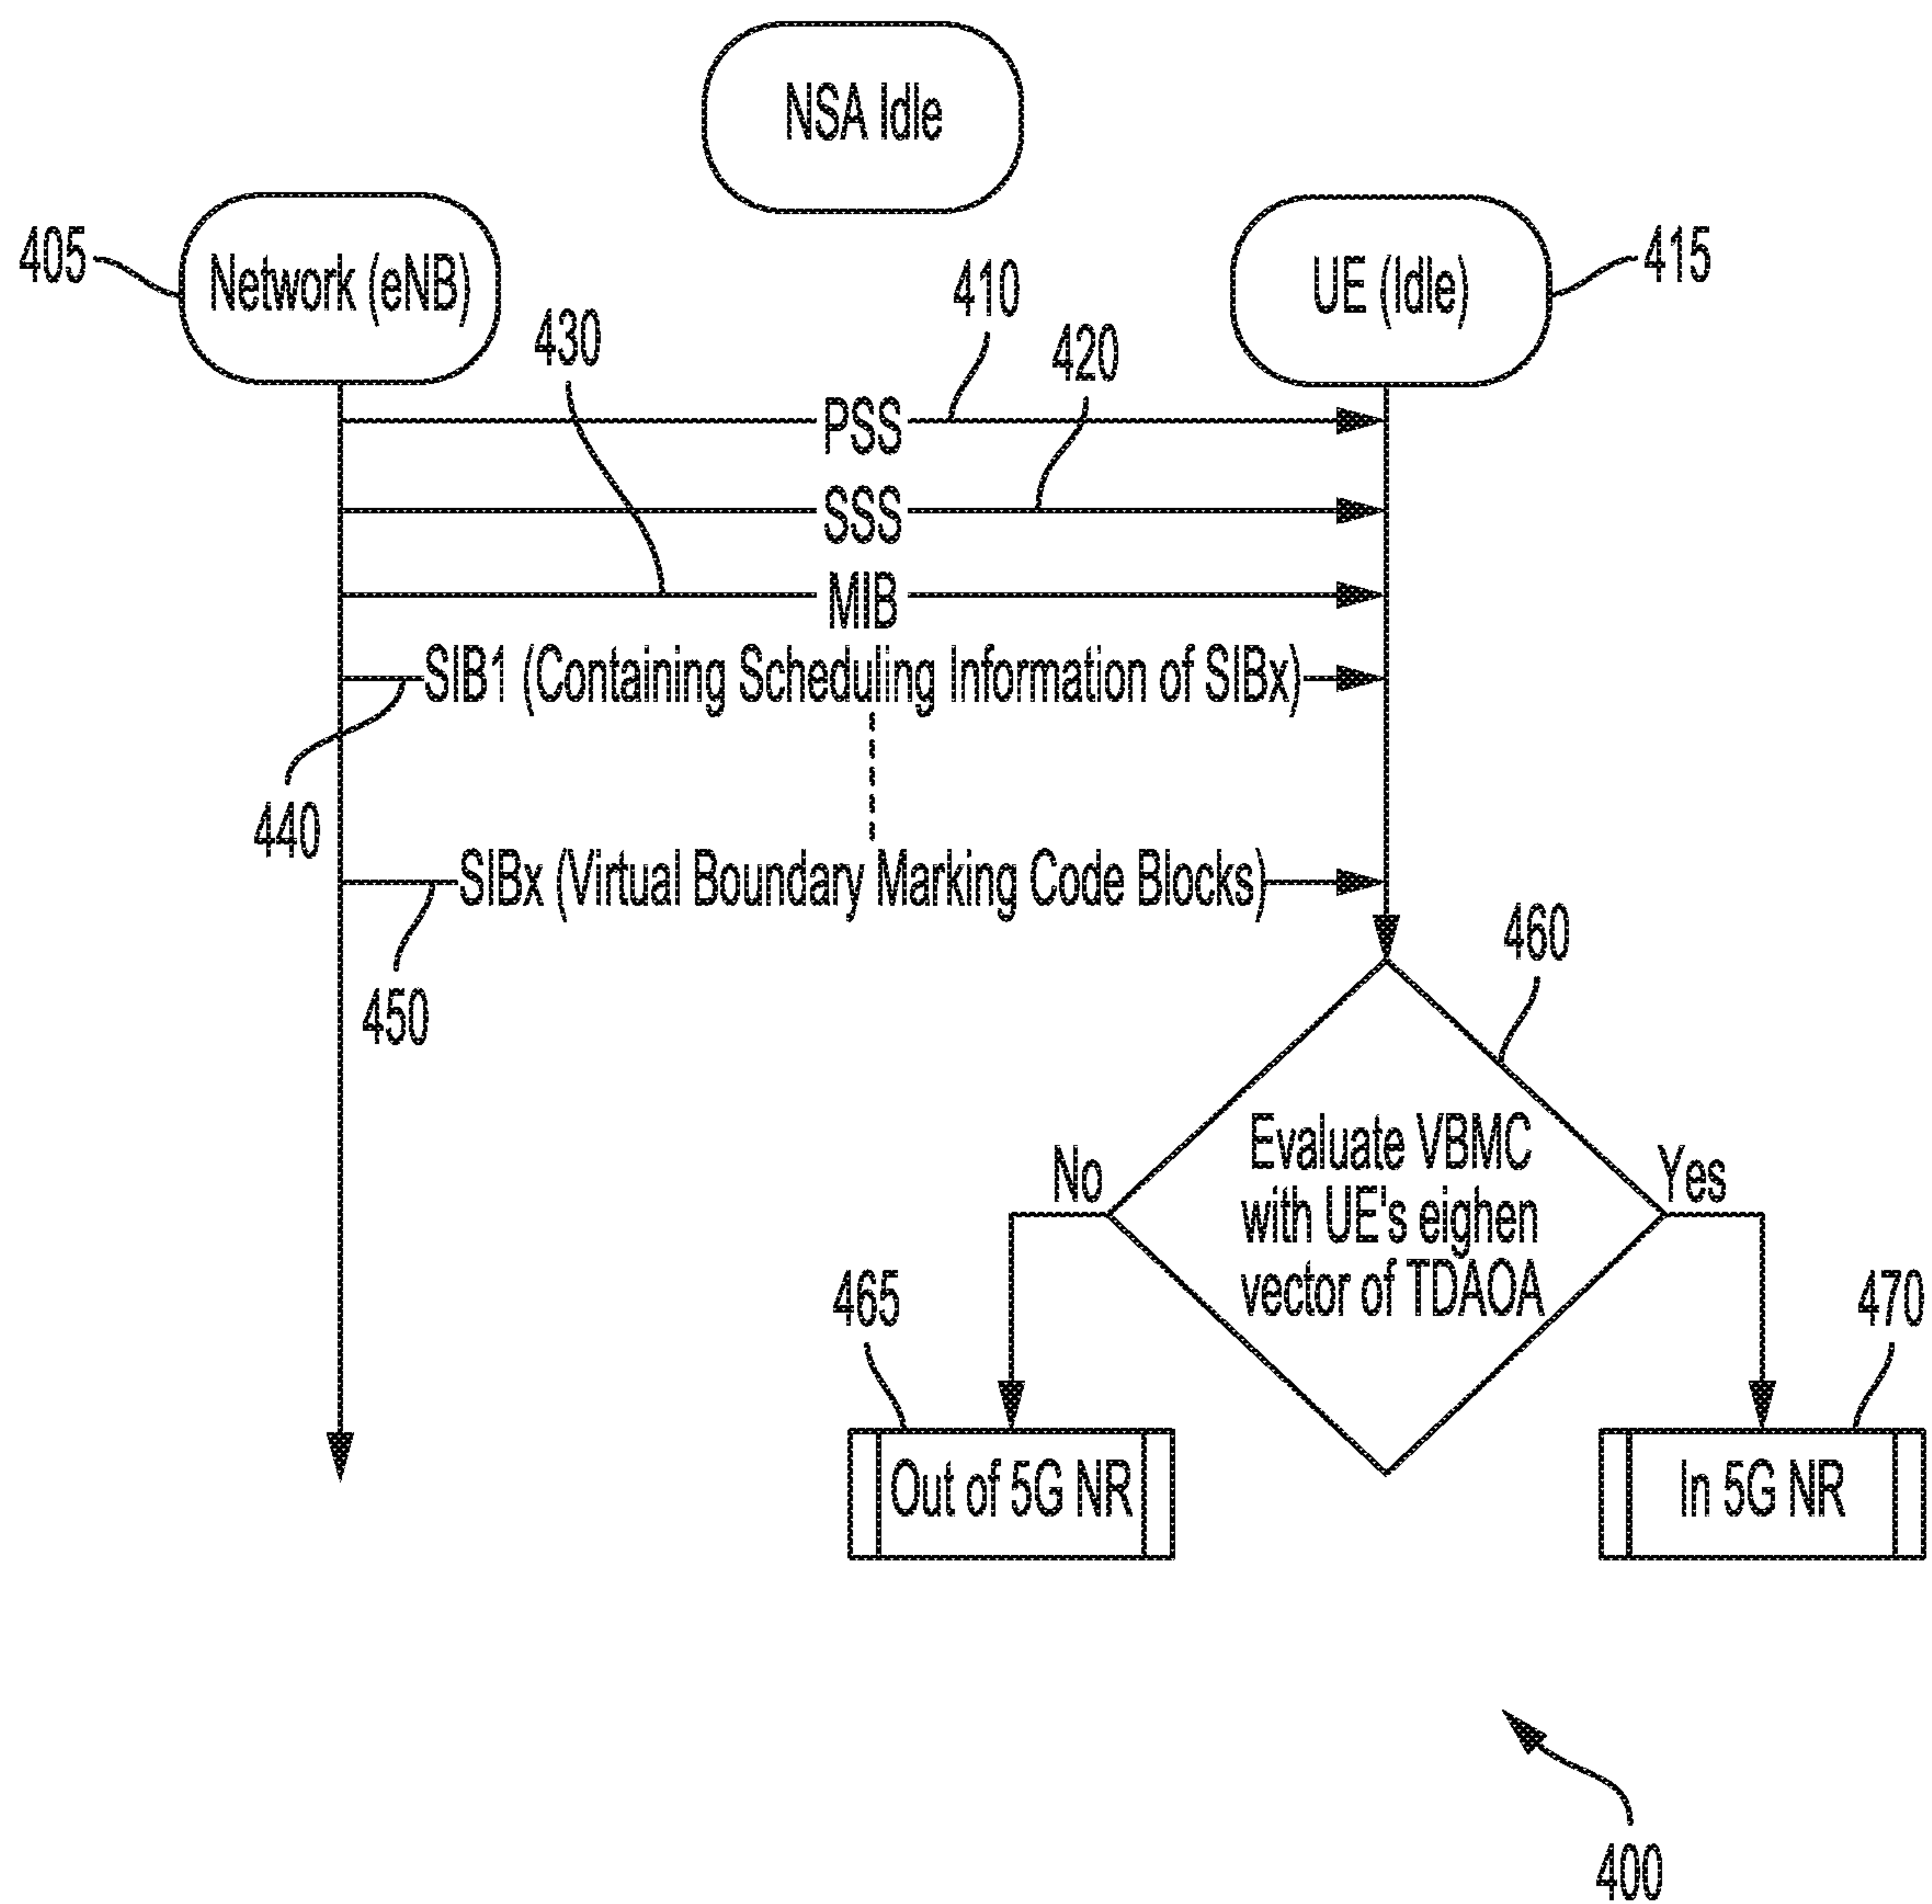 NSA Idle
405
Network (eNB)
UE (Idle)
415
410
430
420
PSS
SSS
MIB
SIB1 (Containing Scheduling Information of SIBx)
440
SIBx (Virtual Boundary Marking Code Blocks)
450
460
Evaluate VBMC
with UE's eighen
vector of TDAOA
No
Yes
465
470
Out of 5G NR
In 5G NR
400